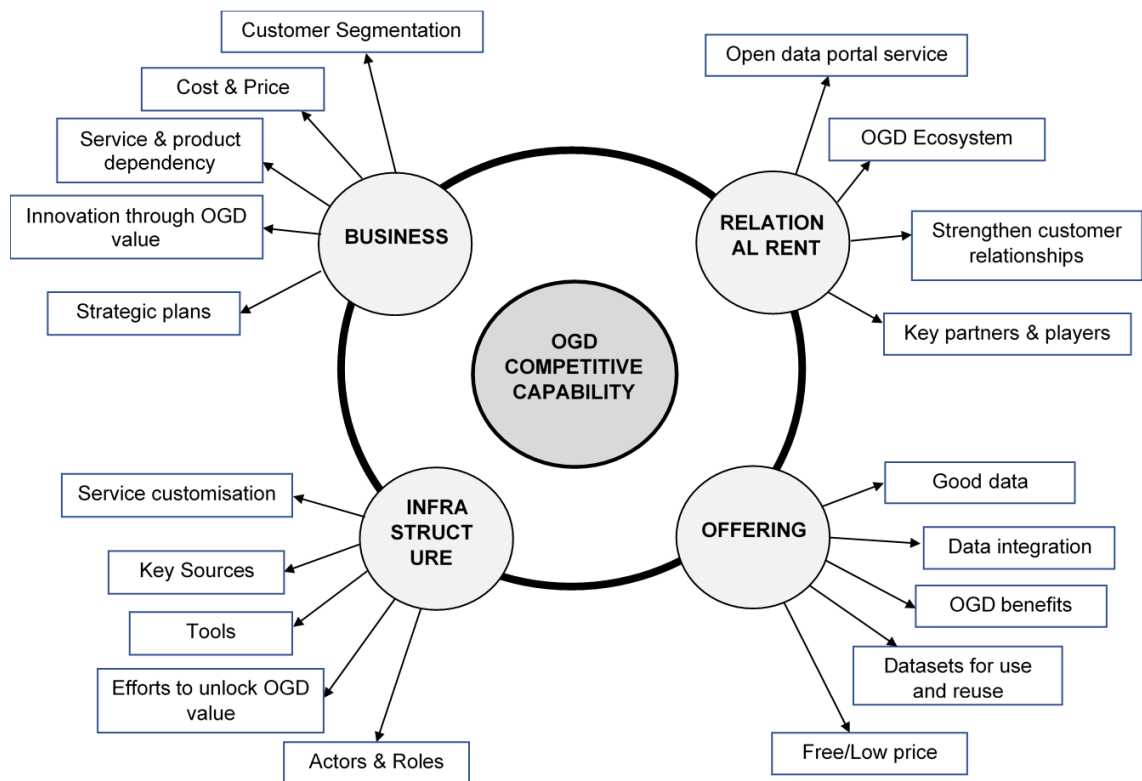 Customer Segmentation
Cost & Price
Service & product
dependency
Innovation through OGD
value
Strategic plans
BUSINESS
Open data portal service
OGD Ecosystem
Strengthen customer
relationships
Key partners & players
RELATION
AL RENT
OGD
COMPETITIVE
CAPABILITY
Service customisation
Key Sources
Tools
Efforts to unlock OGD
value
Actors & Roles
INFRA
STRUCT
URE
OFFERING
Good data
Data integration
OGD benefits
Datasets for use
and reuse
Free/Low price